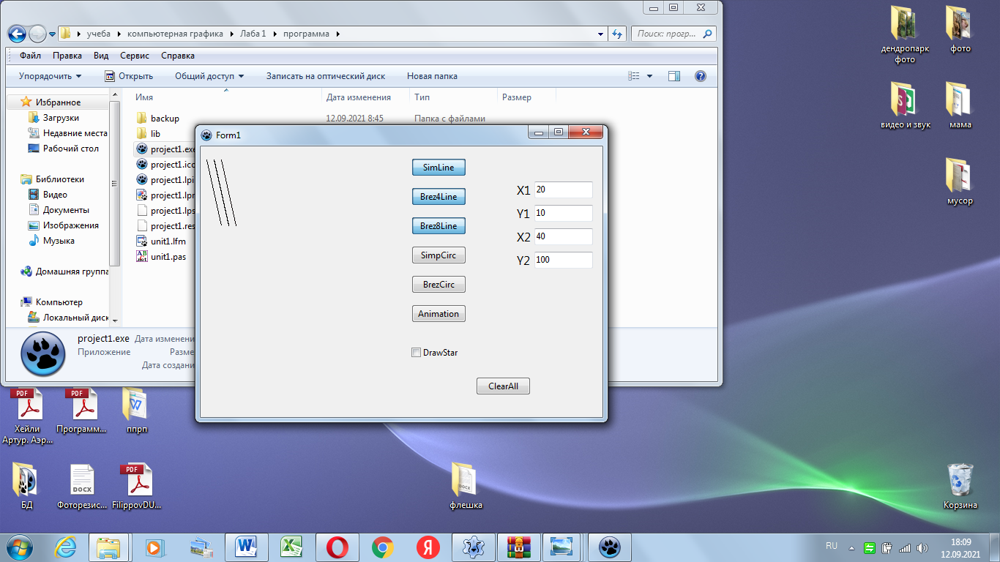 учеба
компьютерная графика
Лаба 1
программа
Поиск: прогр...
Файл Правка Вид Сервис Справка
Упорядочить Открыть Общий доступ Записать на оптический диск Новая папка
Избранное
Загрузки
Недавние места
Рабочий стол
Библиотеки
Видео
Документы
Изображения
Музыка
Домашняя группа
Компьютер
Локальный диск
Имя Дата изменения Тип Размер
backup 12.09.2021 8:45 Папка с файлами
lib
project1.exe
project1.ico
project1.lpi
project1.lpr
project1.lps
project1.res
unit1.lfm
unit1.pas
project1.exe Дата изменени
Приложение Разме
Дата создани
Form1
SimLine
Brez4Line
Brez8Line
SimpCirc
BrezCirc
Animation
DrawStar
ClearAll
X1 20
Y1 10
X2 40
Y2 100
дендропарк фото
фото
видео и звук
мама
мусор
Хейли
Артур. Аэр...
Программ...
ппрп
БД
Фоторезис...
FilippovDU...
флешка
Корзина
RU
18:09
12.09.2021
PDF
PDF
DOCX
PDF
DOCX